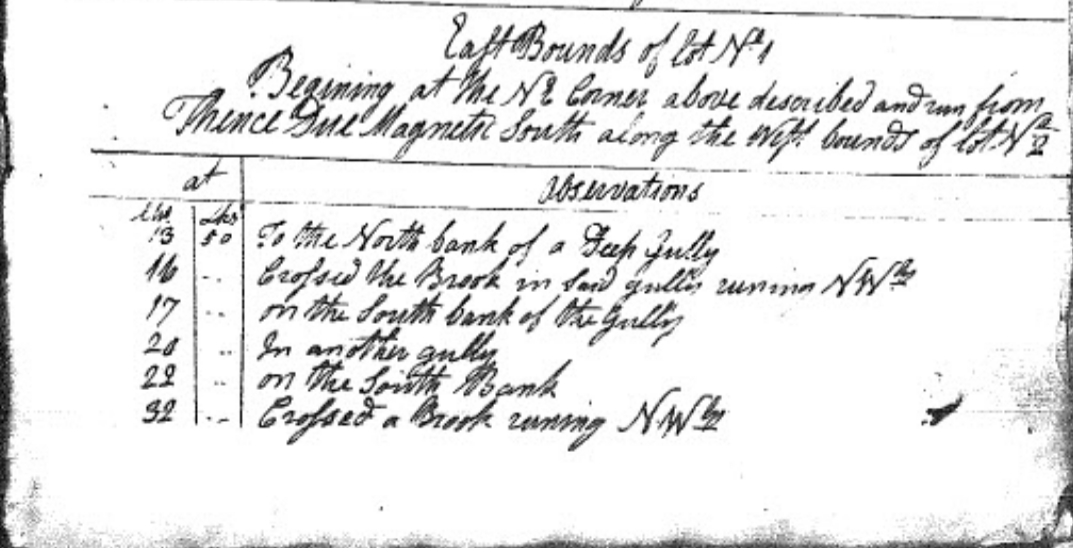 East Bounds of lot No. 1
Begining at the N E Corner above described and run from
Thence Due Magnetic South along the West bounds of lot No. 2
at Observations
Chs Lks
13 50 To the North bank of a Deep Gully
16 .. Crossed the Brook in said gully running NWly
17 .. on the South bank of the Gully
20 .. In another gully
22 .. on the South Bank
32 .. Crossed a Brook running N.Wly